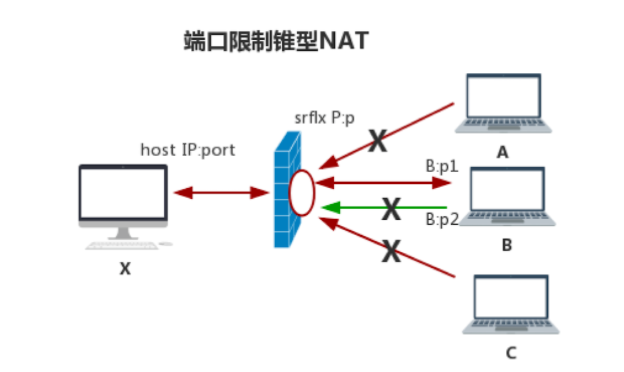 端口限制锥型NAT
srflx P:p
host IP:port
X
A
X
B:p1
X
B:p2
B
X
X
C